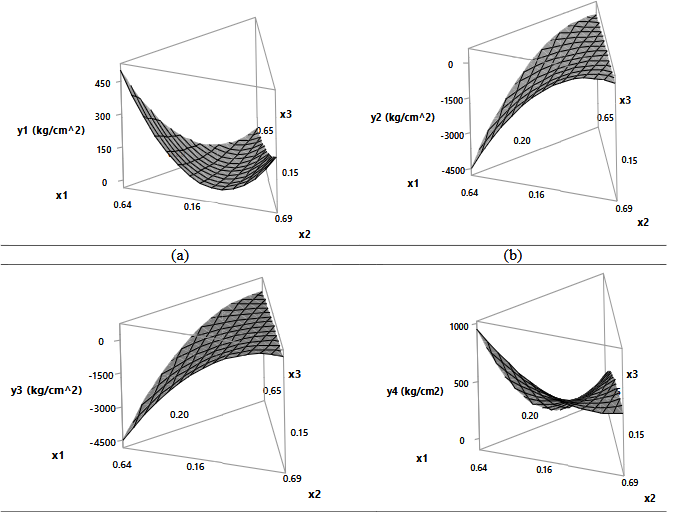 450
300
y1 (kg/cm^2)
150
0
x1
0.64
0.16
x3
0.65
0.15
0.69
x2
(a)
0
-1500
y2 (kg/cm^2)
-3000
-4500
x1
0.64
0.20
0.16
x3
0.65
0.15
0.69
x2
(b)
0
-1500
y3 (kg/cm^2)
-3000
-4500
x1
0.64
0.20
0.16
x3
0.65
0.15
0.69
x2
1000
500
y4 (kg/cm2)
0
x1
0.64
0.20
0.16
x3
0.15
0.69
x2